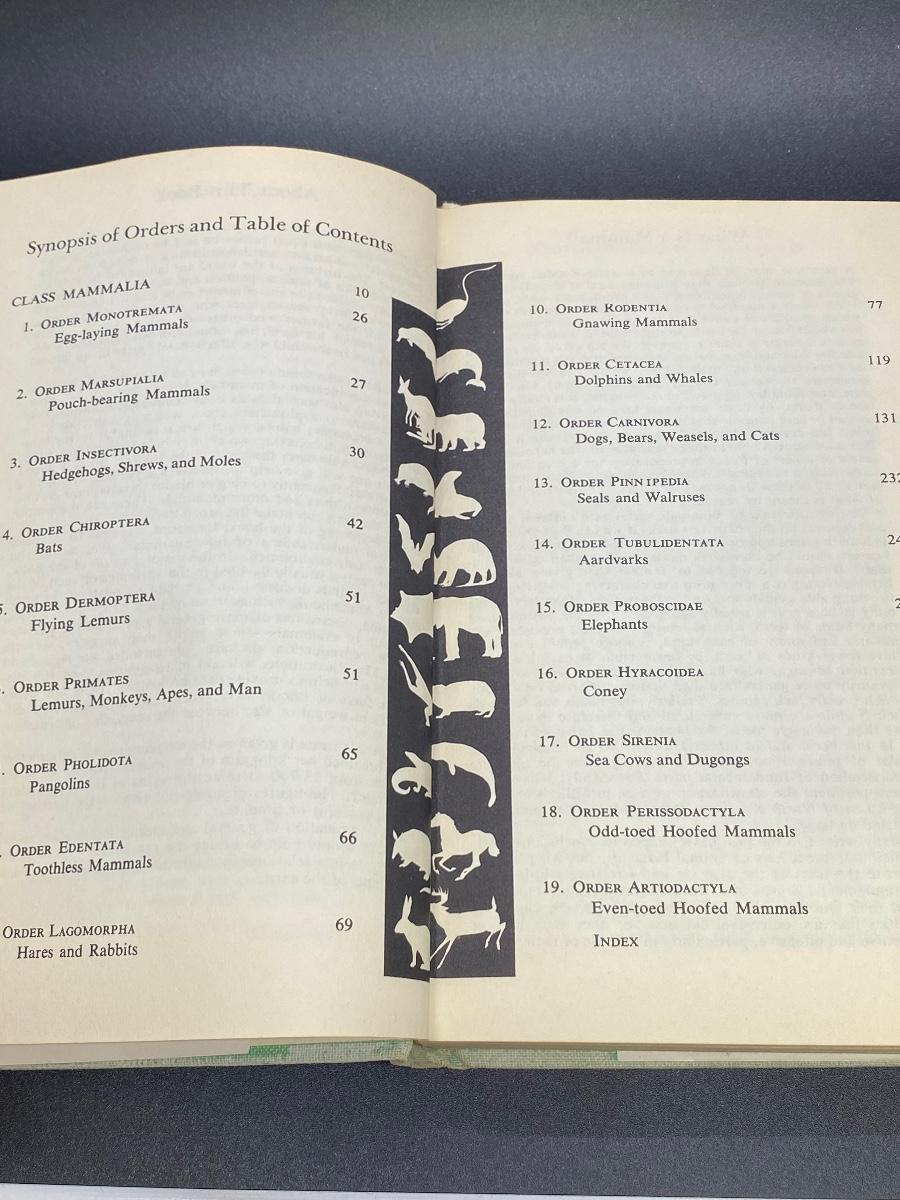 Synopsis of Orders and Table of Contents
CLASS MAMMALIA 10
1. ORDER MONOTREMATA 26
Egg-laying Mammals
2. ORDER MARSUPIALIA 27
Pouch-bearing Mammals
3. ORDER INSECTIVORA 30
Hedgehogs, Shrews, and Moles
4. ORDER CHIROPTERA 42
Bats
5. ORDER DERMOPTERA 51
Flying Lemurs
. ORDER PRIMATES 51
Lemurs, Monkeys, Apes, and Man
. ORDER PHOLIDOTA 65
Pangolins
. ORDER EDENTATA 66
Toothless Mammals
ORDER LAGOMORPHA 69
Hares and Rabbits
10. ORDER RODENTIA 77
Gnawing Mammals
11. ORDER CETACEA 119
Dolphins and Whales
12. ORDER CARNIVORA 131
Dogs, Bears, Weasels, and Cats
13. ORDER PINNIPEDIA 232
Seals and Walruses
14. ORDER TUBULIDENTATA 24
Aardvarks
15. ORDER PROBOSCIDAE 2
Elephants
16. ORDER HYRACOIDEA
Coney
17. ORDER SIRENIA
Sea Cows and Dugongs
18. ORDER PERISSODACTYLA
Odd-toed Hoofed Mammals
19. ORDER ARTIODACTYLA
Even-toed Hoofed Mammals
INDEX